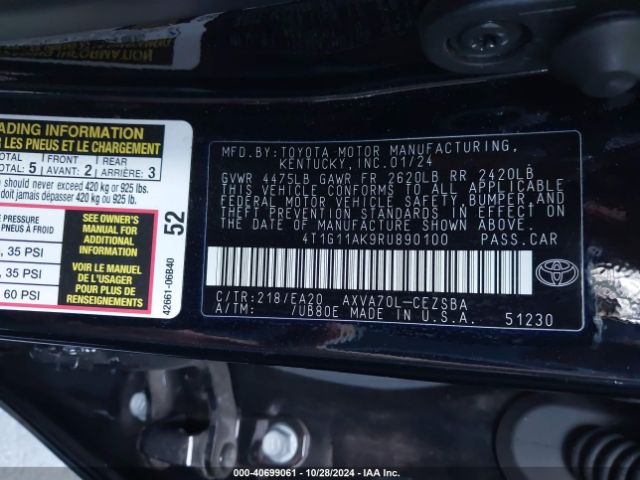 ADING INFORMATION
R LES PNEUS ET LE CHARGEMENT
TOTAL 5 FRONT 2 REAR 3
TOTAL AVANT: ARRIÈRE:
should never exceed 420 kg or 925 lbs.
doit jamais dépasser 420 kg ou 925 lb.
E PRESSURE
PNEUS À FROID
, 35 PSI
, 35 PSI
60 PSI
SEE OWNER'S
MANUAL FOR
ADDITIONAL
INFORMATION
VOIR LE MANUEL
DE L'USAGER
POUR PLUS DE
RENSEIGNEMENTS
52
42661-06B40
MFD.BY:TOYOTA MOTOR MANUFACTURING,
KENTUCKY, INC. 01/24
GVWR 4475LB GAWR FR 2620LB RR 2420LB
THIS VEHICLE CONFORMS TO ALL APPLICABLE
FEDERAL MOTOR VEHICLE SAFETY, BUMPER, AND
THEFT PREVENTION STANDARDS IN EFFECT ON
THE DATE OF MANUFACTURE SHOWN ABOVE.
4T1G11AK9RU890100 PASS.CAR
C/TR:218/EA20 AXVA70L-CEZSBA
A/TM: /UB80E MADE IN U.S.A. 51230
TOYOTA
000-40699061 | 10/28/2024 | IAA Holdings, LLC